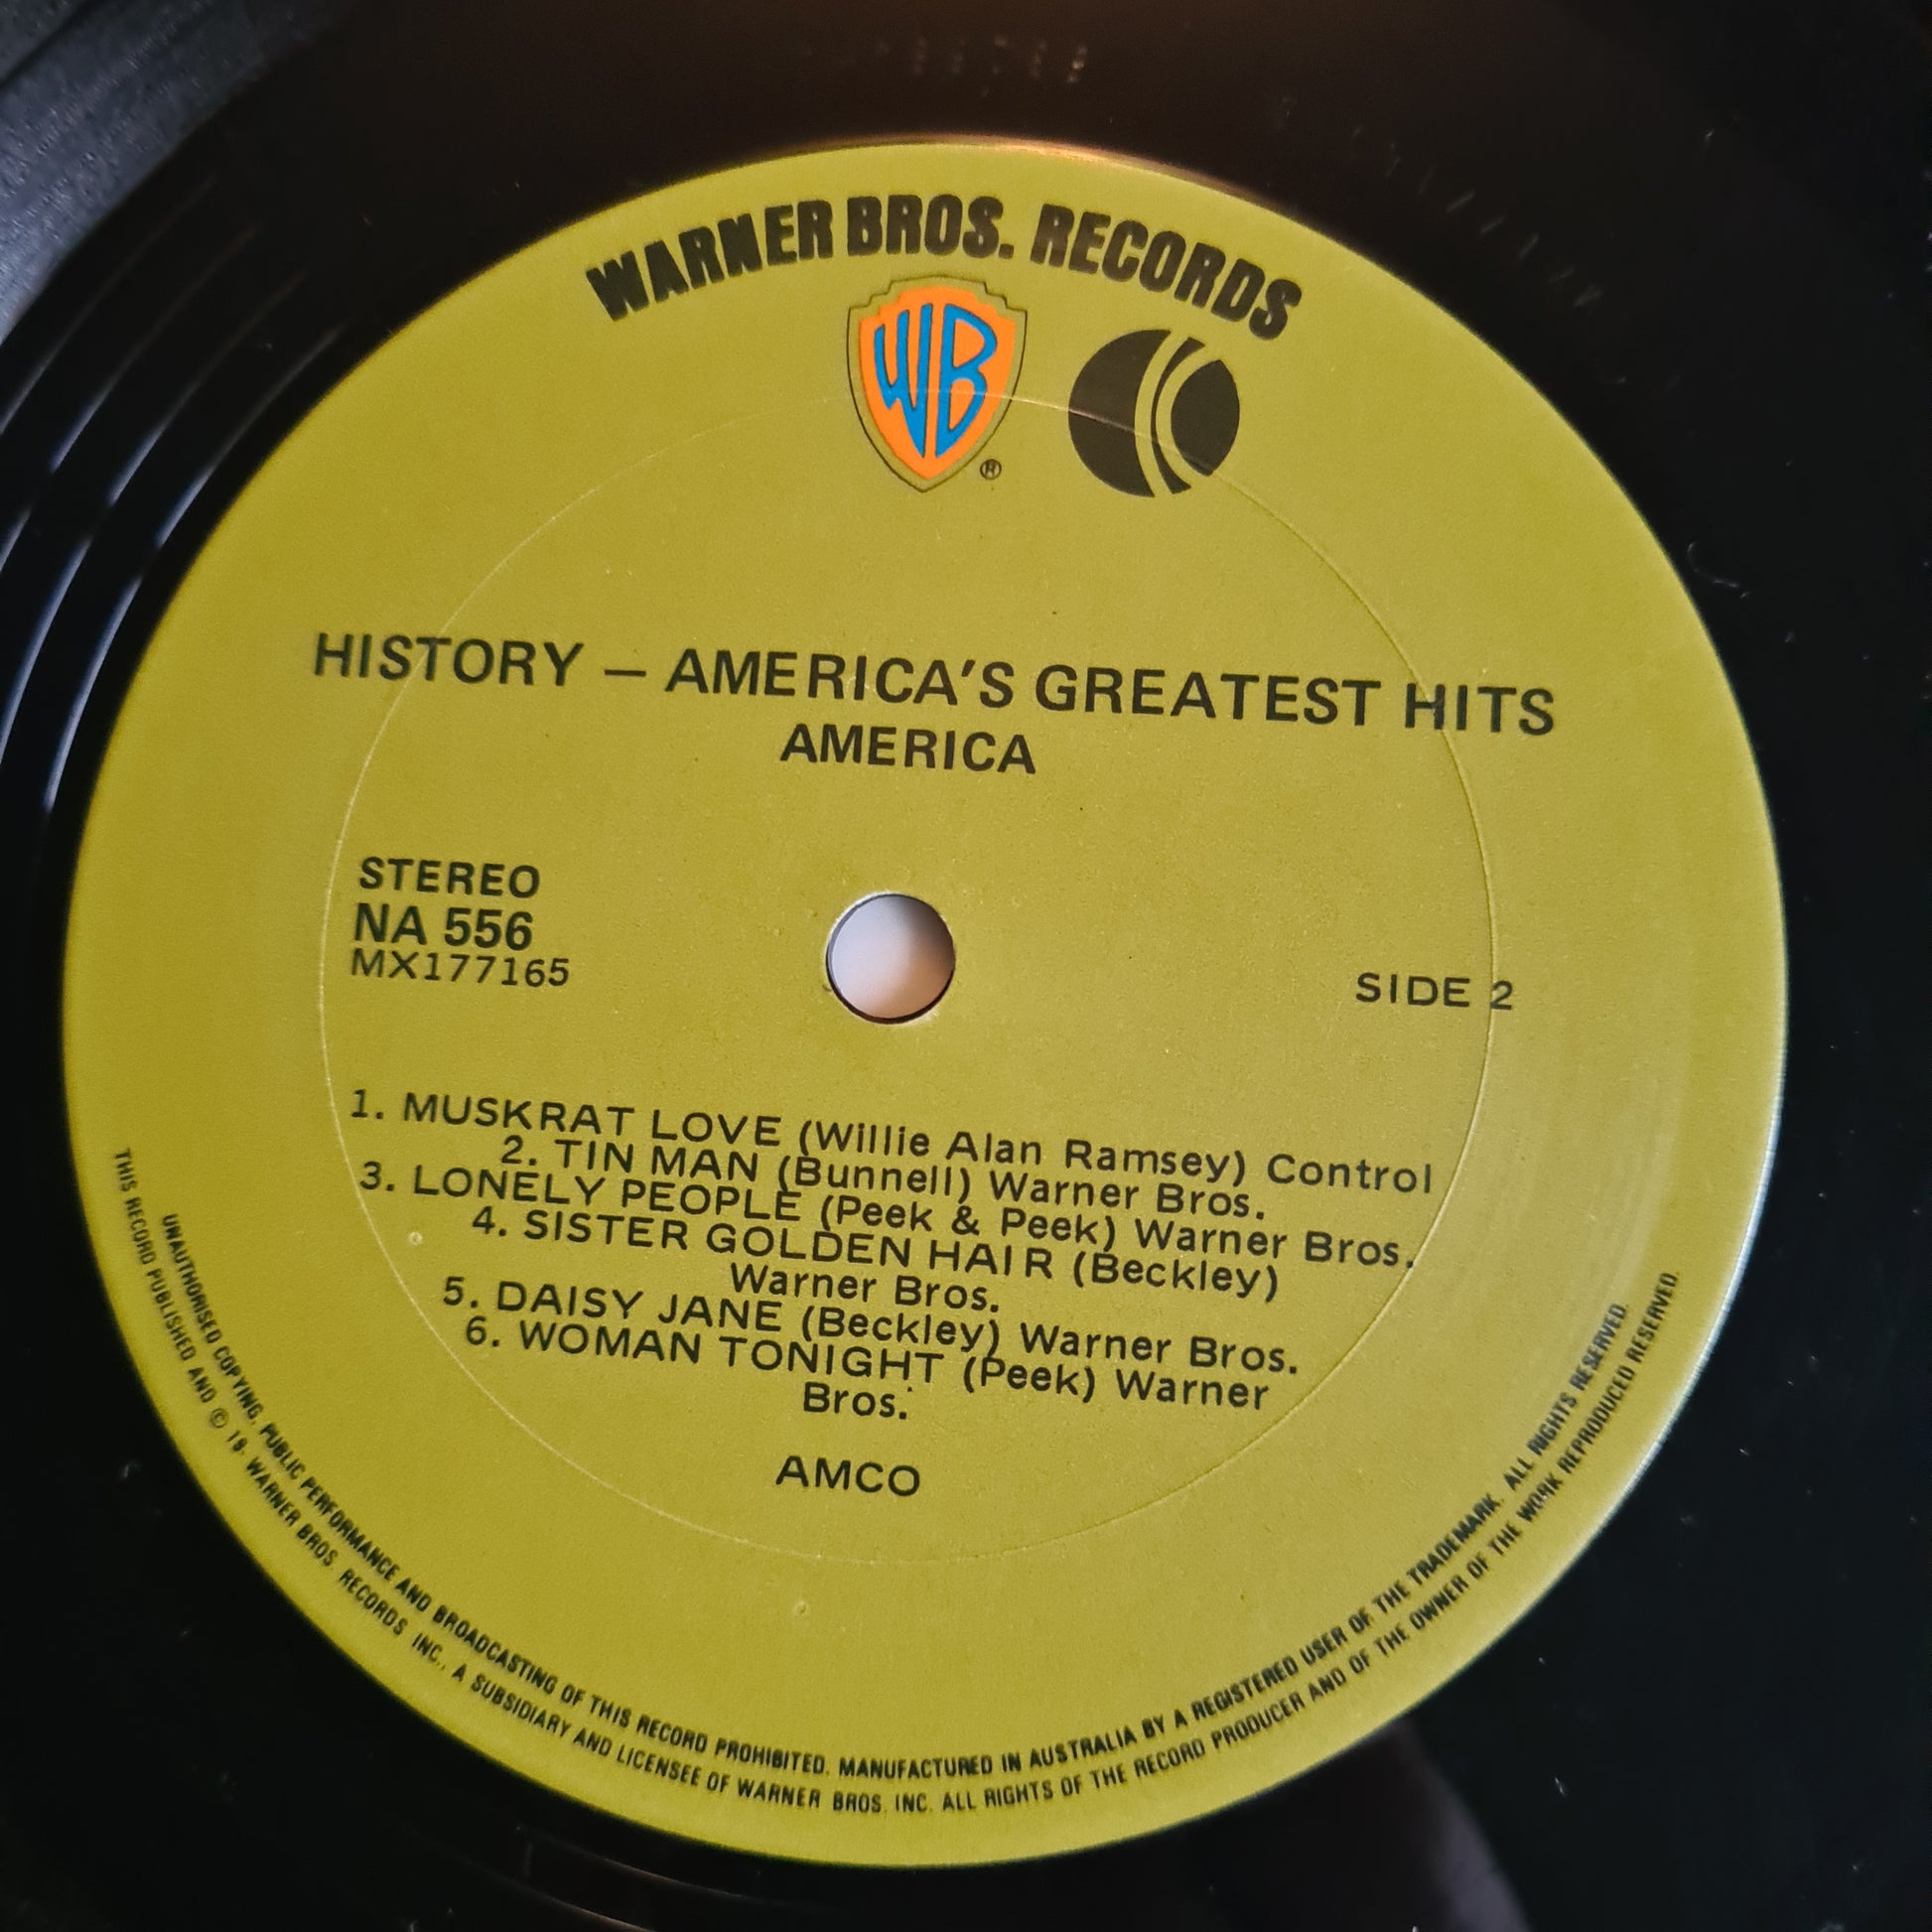 WARNER BROS. RECORDS
WB
®
K
HISTORY – AMERICA'S GREATEST HITS
AMERICA
STEREO
NA 556
MX177165
SIDE 2
1. MUSKRAT LOVE (Willie Alan Ramsey) Control
2. TIN MAN (Bunnell) Warner Bros.
3. LONELY PEOPLE (Peek & Peek) Warner Bros.
4. SISTER GOLDEN HAIR (Beckley)
Warner Bros.
5. DAISY JANE (Beckley) Warner Bros.
6. WOMAN TONIGHT (Peek) Warner
Bros.
AMCO
UNAUTHORISED COPYING, PUBLIC PERFORMANCE AND BROADCASTING OF THIS RECORD PROHIBITED. MANUFACTURED IN AUSTRALIA BY A REGISTERED USER OF THE TRADEMARK. ALL RIGHTS RESERVED.
THIS RECORD PUBLISHED AND © 19. WARNER BROS. RECORDS INC., A SUBSIDIARY AND LICENSEE OF WARNER BROS. INC. ALL RIGHTS OF THE RECORD PRODUCER AND OF THE OWNER OF THE WORK REPRODUCED RESERVED.